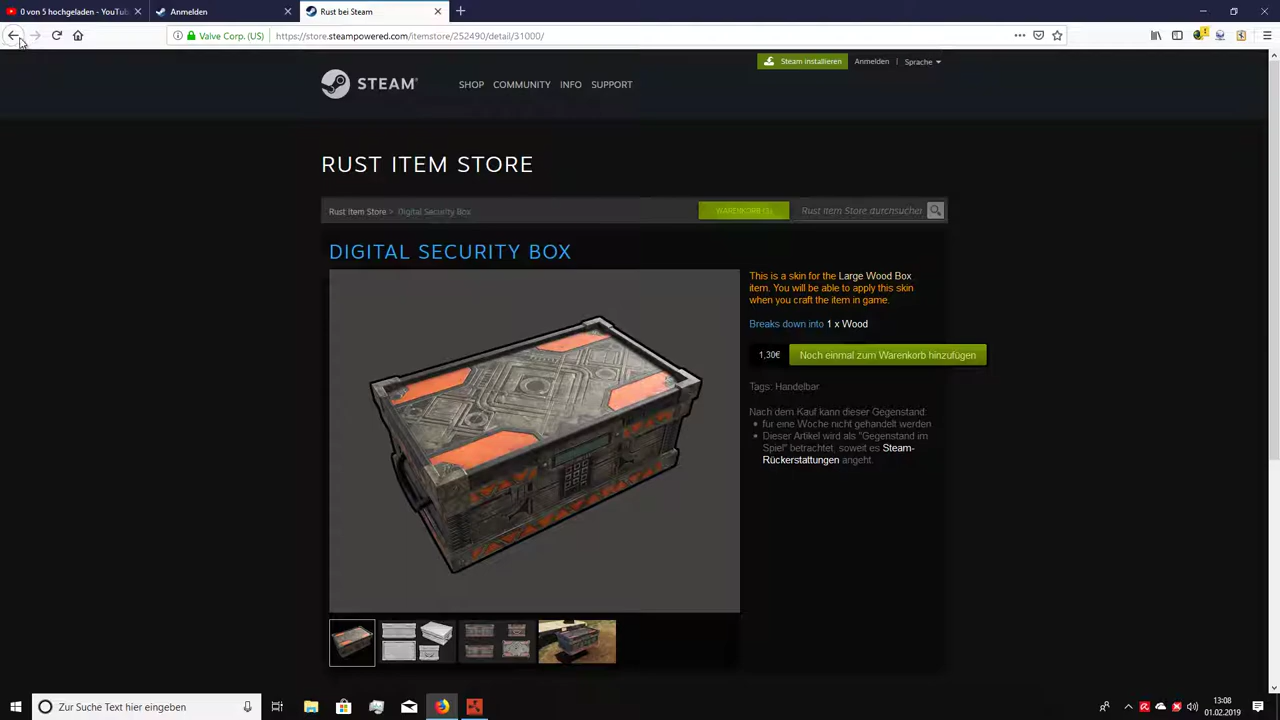 0 von 5 hochgeladen - YouTub
Anmelden
Rust bei Steam
Valve Corp. (US)
https://store.steampowered.com/itemstore/252490/detail/31000/
Steam installieren
Anmelden
Sprache
STEAM
SHOP COMMUNITY INFO SUPPORT
RUST ITEM STORE
Rust Item Store > Digital Security Box
WARENKORB (1)
Rust Item Store durchsuchen
DIGITAL SECURITY BOX
This is a skin for the Large Wood Box
item. You will be able to apply this skin
when you craft the item in game.
Breaks down into 1 x Wood
1,30€
Noch einmal zum Warenkorb hinzufügen
Tags: Handelbar
Nach dem Kauf kann dieser Gegenstand:
für eine Woche nicht gehandelt werden
Dieser Artikel wird als "Gegenstand im
Spiel" betrachtet, soweit es Steam-
Rückerstattungen angeht.
Zur Suche Text hier eingeben
13:08
01.02.2019